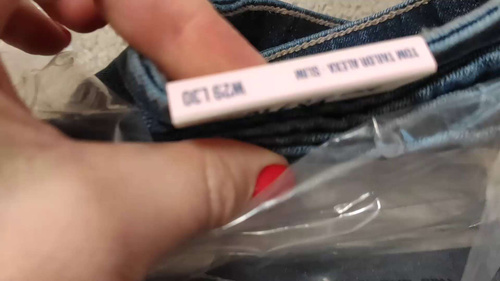 TOM TAILOR ALEXA SLIM
W29 L30